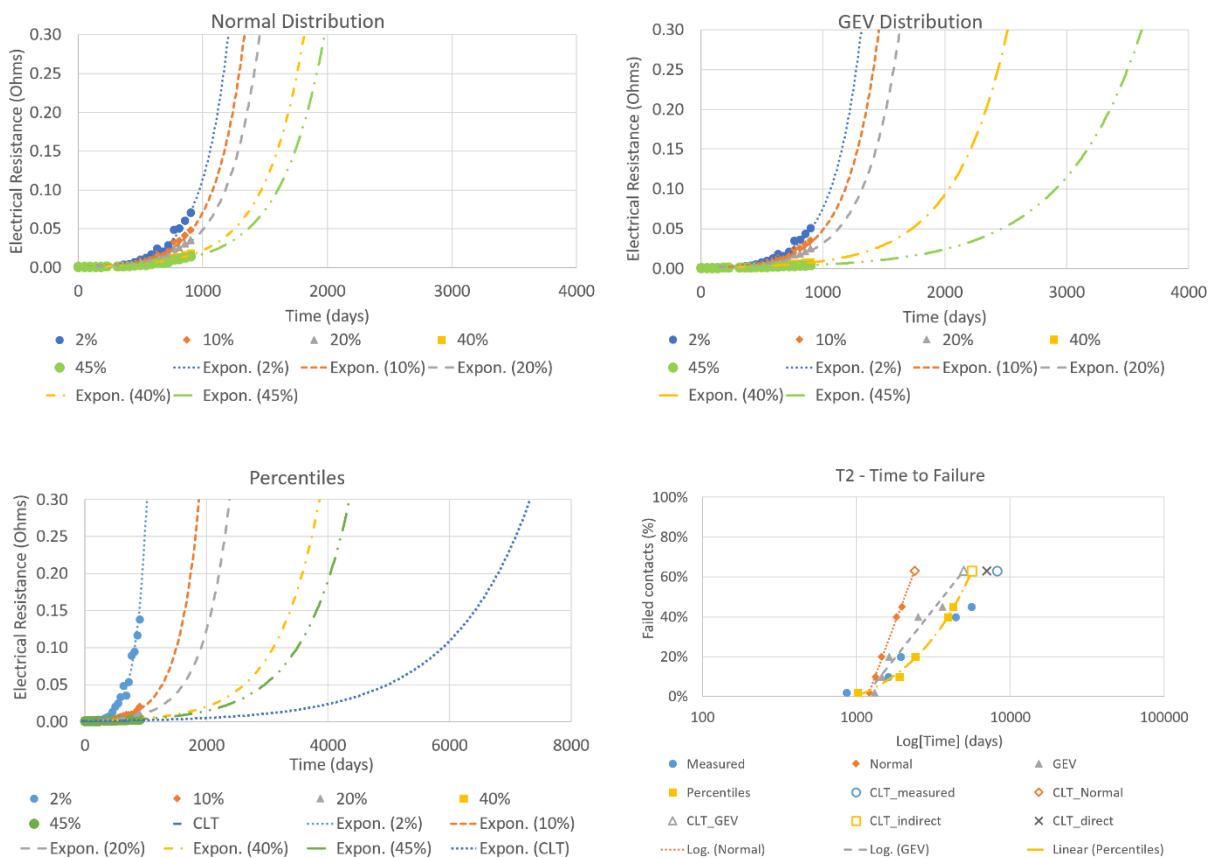 Normal Distribution
Electrical Resistance (Ohms)
0.30
0.25
0.20
0.15
0.10
0.05
0.00
0 1000 2000 3000 4000
Time (days)
2% 10% 20% 40%
45% Expon. (2%) Expon. (10%) Expon. (20%)
Expon. (40%) Expon. (45%)
GEV Distribution
Electrical Resistance (Ohms)
0.30
0.25
0.20
0.15
0.10
0.05
0.00
0 1000 2000 3000 4000
Time (days)
2% 10% 20% 40%
45% Expon. (2%) Expon. (10%) Expon. (20%)
Expon. (40%) Expon. (45%)
Percentiles
Electrical Resistance (Ohms)
0.30
0.25
0.20
0.15
0.10
0.05
0.00
0 2000 4000 6000 8000
Time (days)
2% 10% 20% 40%
45% CLT Expon. (2%) Expon. (10%)
Expon. (20%) Expon. (40%) Expon. (45%) Expon. (CLT)
T2 - Time to Failure
Failed contacts (%)
100%
80%
60%
40%
20%
0%
100 1000 10000 100000
Log[Time] (days)
Measured Normal GEV
Percentiles CLT_measured CLT_Normal
CLT_GEV CLT_indirect CLT_direct
Log. (Normal) Log. (GEV) Linear (Percentiles)